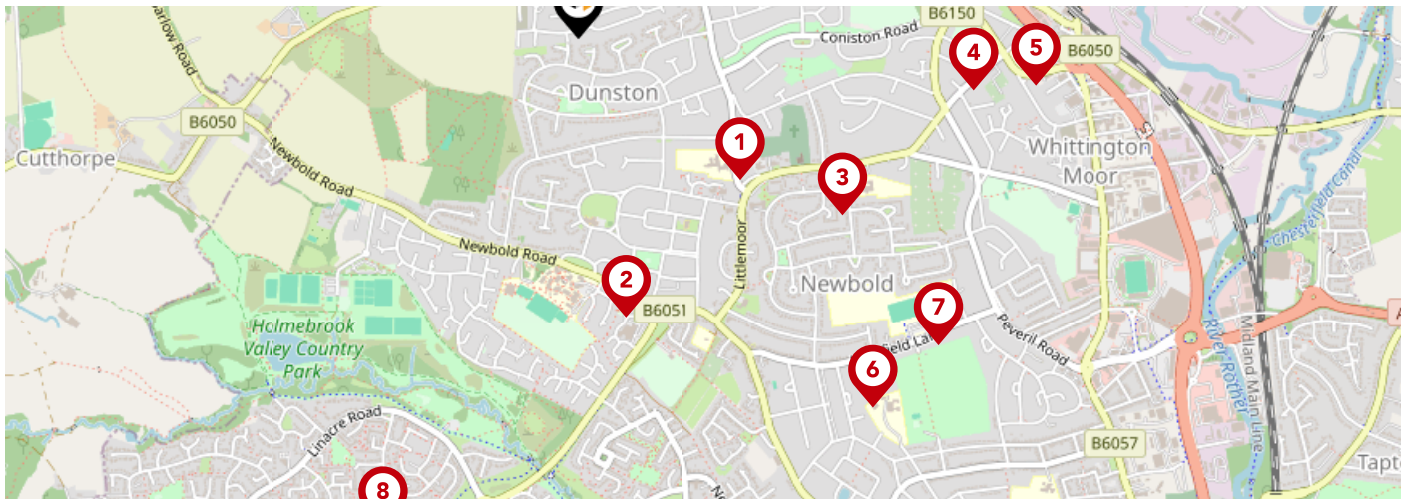 B6150
Barlow Road
Coniston Road
4
5
B6050
Dunston
B6050
1
Whittington
Moor
Cutthorpe
Newbold Road
3
Chesterfield Canal
Newbold Road
Littlemoor
2
Newbold
B6051
7
Holmebrook
Valley Country
Park
Peveril Road
River Rother
Midland Main Line
6
Linacre Road
B6057
8